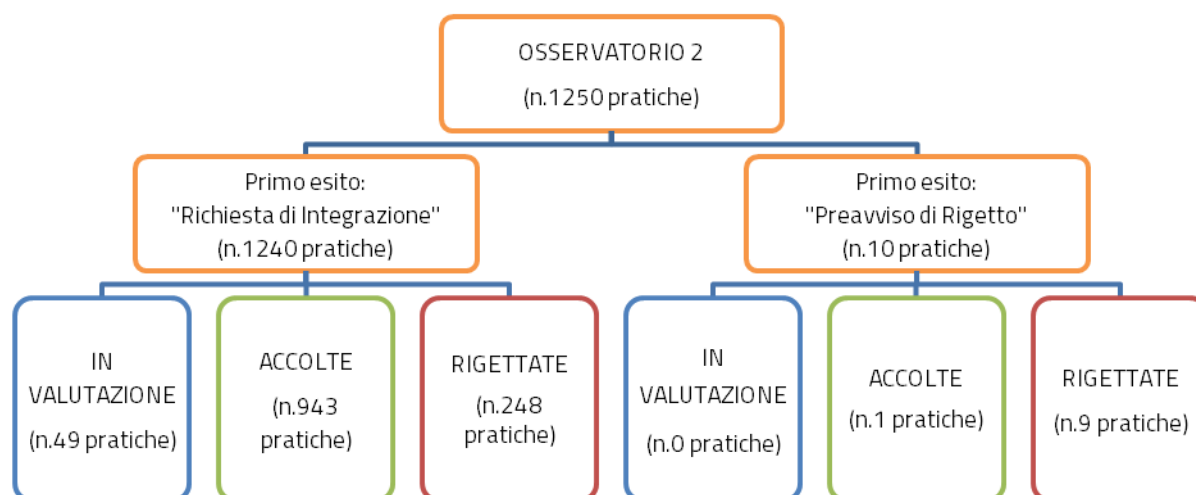 OSSERVATORIO 2
(n.1250 pratiche)
Primo esito:
"Richiesta di Integrazione"
(n.1240 pratiche)
Primo esito:
"Preavviso di Rigetto"
(n.10 pratiche)
IN
VALUTAZIONE
(n.49 pratiche)
ACCOLTE
(n.943
pratiche)
RIGETTATE
(n.248
pratiche)
IN
VALUTAZIONE
(n.0 pratiche)
ACCOLTE
(n.1 pratiche)
RIGETTATE
(n.9 pratiche)